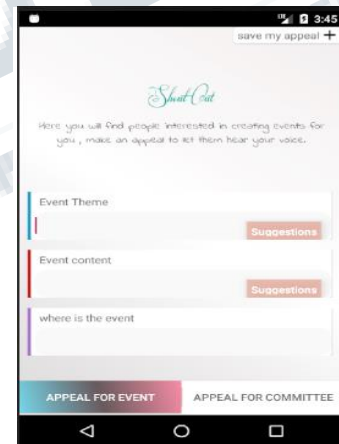 3:45
save my appeal +
Shout Out
Here you will find people interested in creating events for
you , make an appeal to let them hear your voice.
Event Theme
Suggestions
Event content
Suggestions
where is the event
APPEAL FOR EVENT
APPEAL FOR COMMITTEE